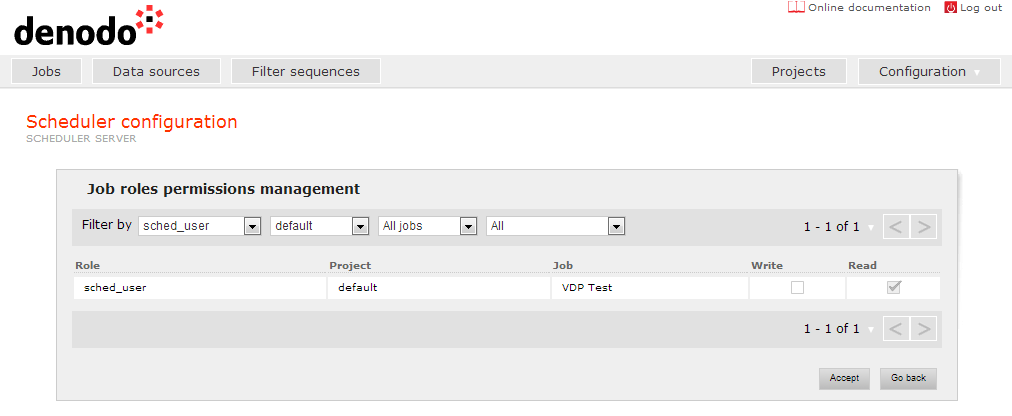 Online documentation Log out
denodo
Jobs Data sources Filter sequences Projects Configuration
Scheduler configuration
SCHEDULER SERVER
Job roles permissions management
Filter by sched_user default All jobs All 1 - 1 of 1 < >
Role Project Job Write Read
sched_user default VDP Test
1 - 1 of 1 < >
Accept Go back